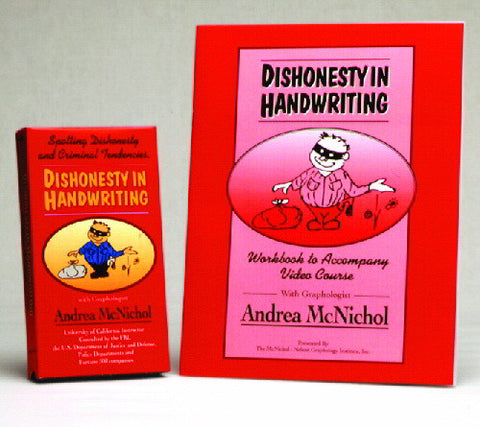 Spotting Dishonesty
and Criminal Tendencies.
DISHONESTY IN
HANDWRITING
with Graphologist
Andrea McNichol
University of California Instructor
Consulted by the FBI,
the U.S. Department of Justice and Defense,
Police Departments and
Fortune 500 companies
DISHONESTY IN
HANDWRITING
Workbook to Accompany
Video Course
With Graphologist
Andrea McNichol
Presented By
The McNichol - Nelson Graphology Institute, Inc.